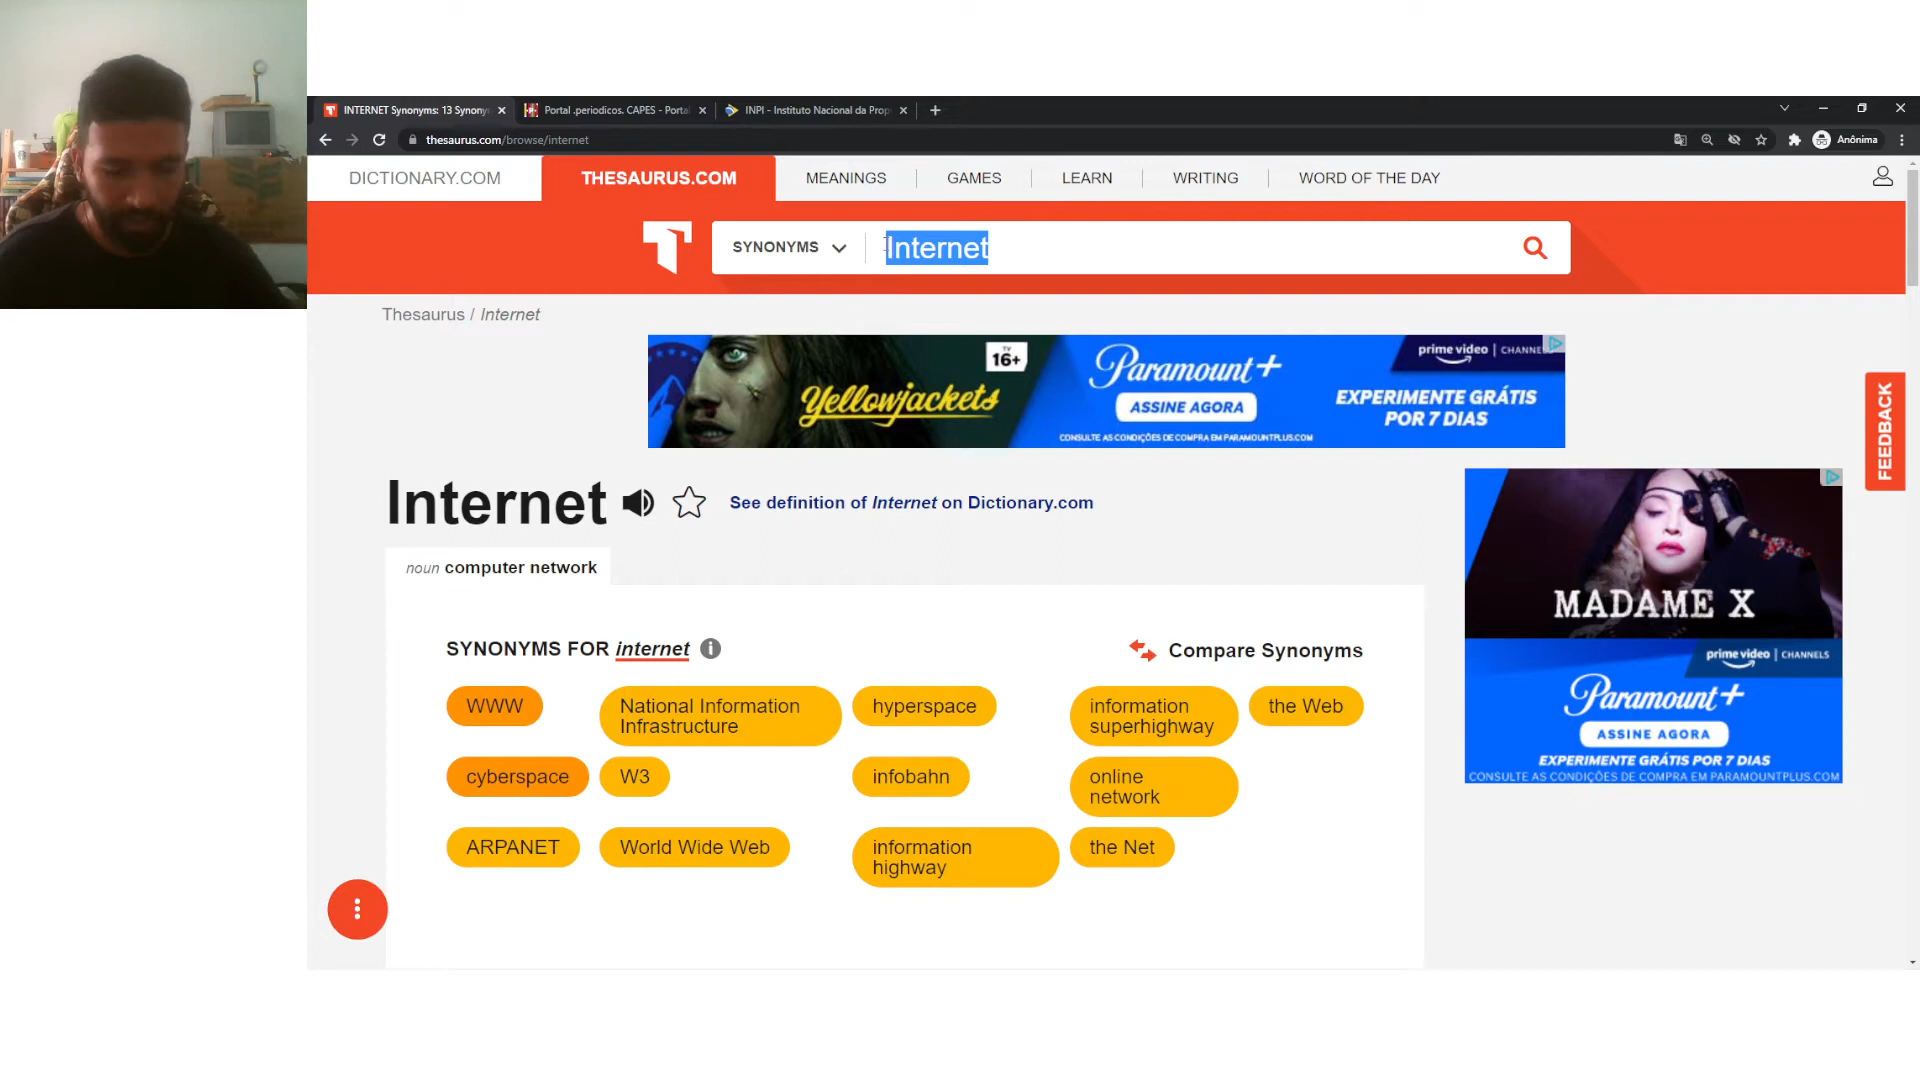 INTERNET Synonyms: 13 Synony
Portal .periodicos. CAPES - Porta
INPI - Instituto Nacional da Prop
thesaurus.com/browse/internet
Anônima
DICTIONARY.COM
THESAURUS.COM
MEANINGS
GAMES
LEARN
WRITING
WORD OF THE DAY
SYNONYMS
Internet
Thesaurus / Internet
Yellowjackets
TV
16+
Paramount+
ASSINE AGORA
CONSULTE AS CONDIÇÕES DE COMPRA EM PARAMOUNTPLUS.COM
prime video | CHANNE
EXPERIMENTE GRÁTIS
POR 7 DIAS
FEEDBACK
Internet
See definition of Internet on Dictionary.com
noun computer network
SYNONYMS FOR internet
Compare Synonyms
WWW
National Information
Infrastructure
hyperspace
information
superhighway
the Web
cyberspace
W3
infobahn
online
network
ARPANET
World Wide Web
information
highway
the Net
MADAME X
prime video | CHANNELS
Paramount+
ASSINE AGORA
EXPERIMENTE GRÁTIS POR 7 DIAS
CONSULTE AS CONDIÇÕES DE COMPRA EM PARAMOUNTPLUS.COM